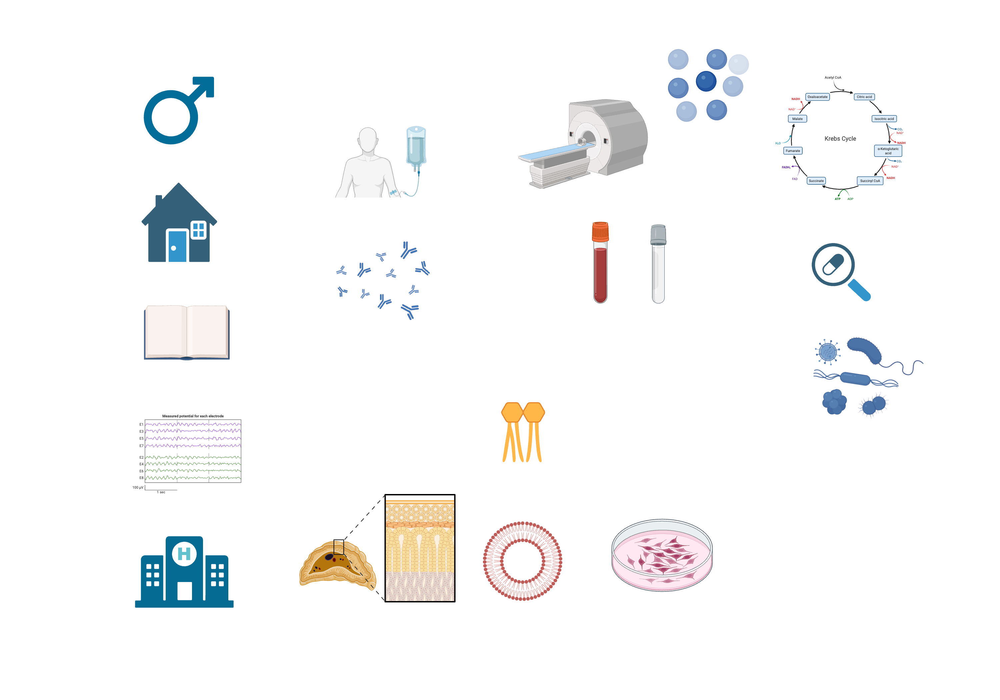 Acetyl CoA
Oxaloacetate
Citric acid
NADH
NAD⁺
Malate
Isocitric acid
CO₂
NAD⁺
NADH
Krebs Cycle
H₂O
Fumarate
α-Ketoglutaric
acid
CO₂
FADH₂
NAD⁺
FAD
NADH
Succinate
Succinyl CoA
ATP
ADP
Measured potential for each electrode
E1
E3
E5
E7
E2
E4
E6
E8
100 µV
1 sec
H